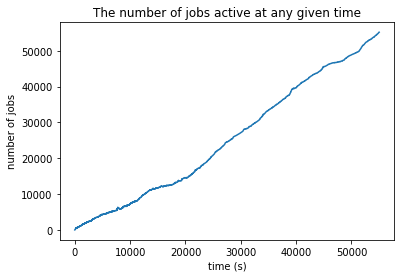 The number of jobs active at any given time
number of jobs
50000
40000
30000
20000
10000
0
0 10000 20000 30000 40000 50000
time (s)